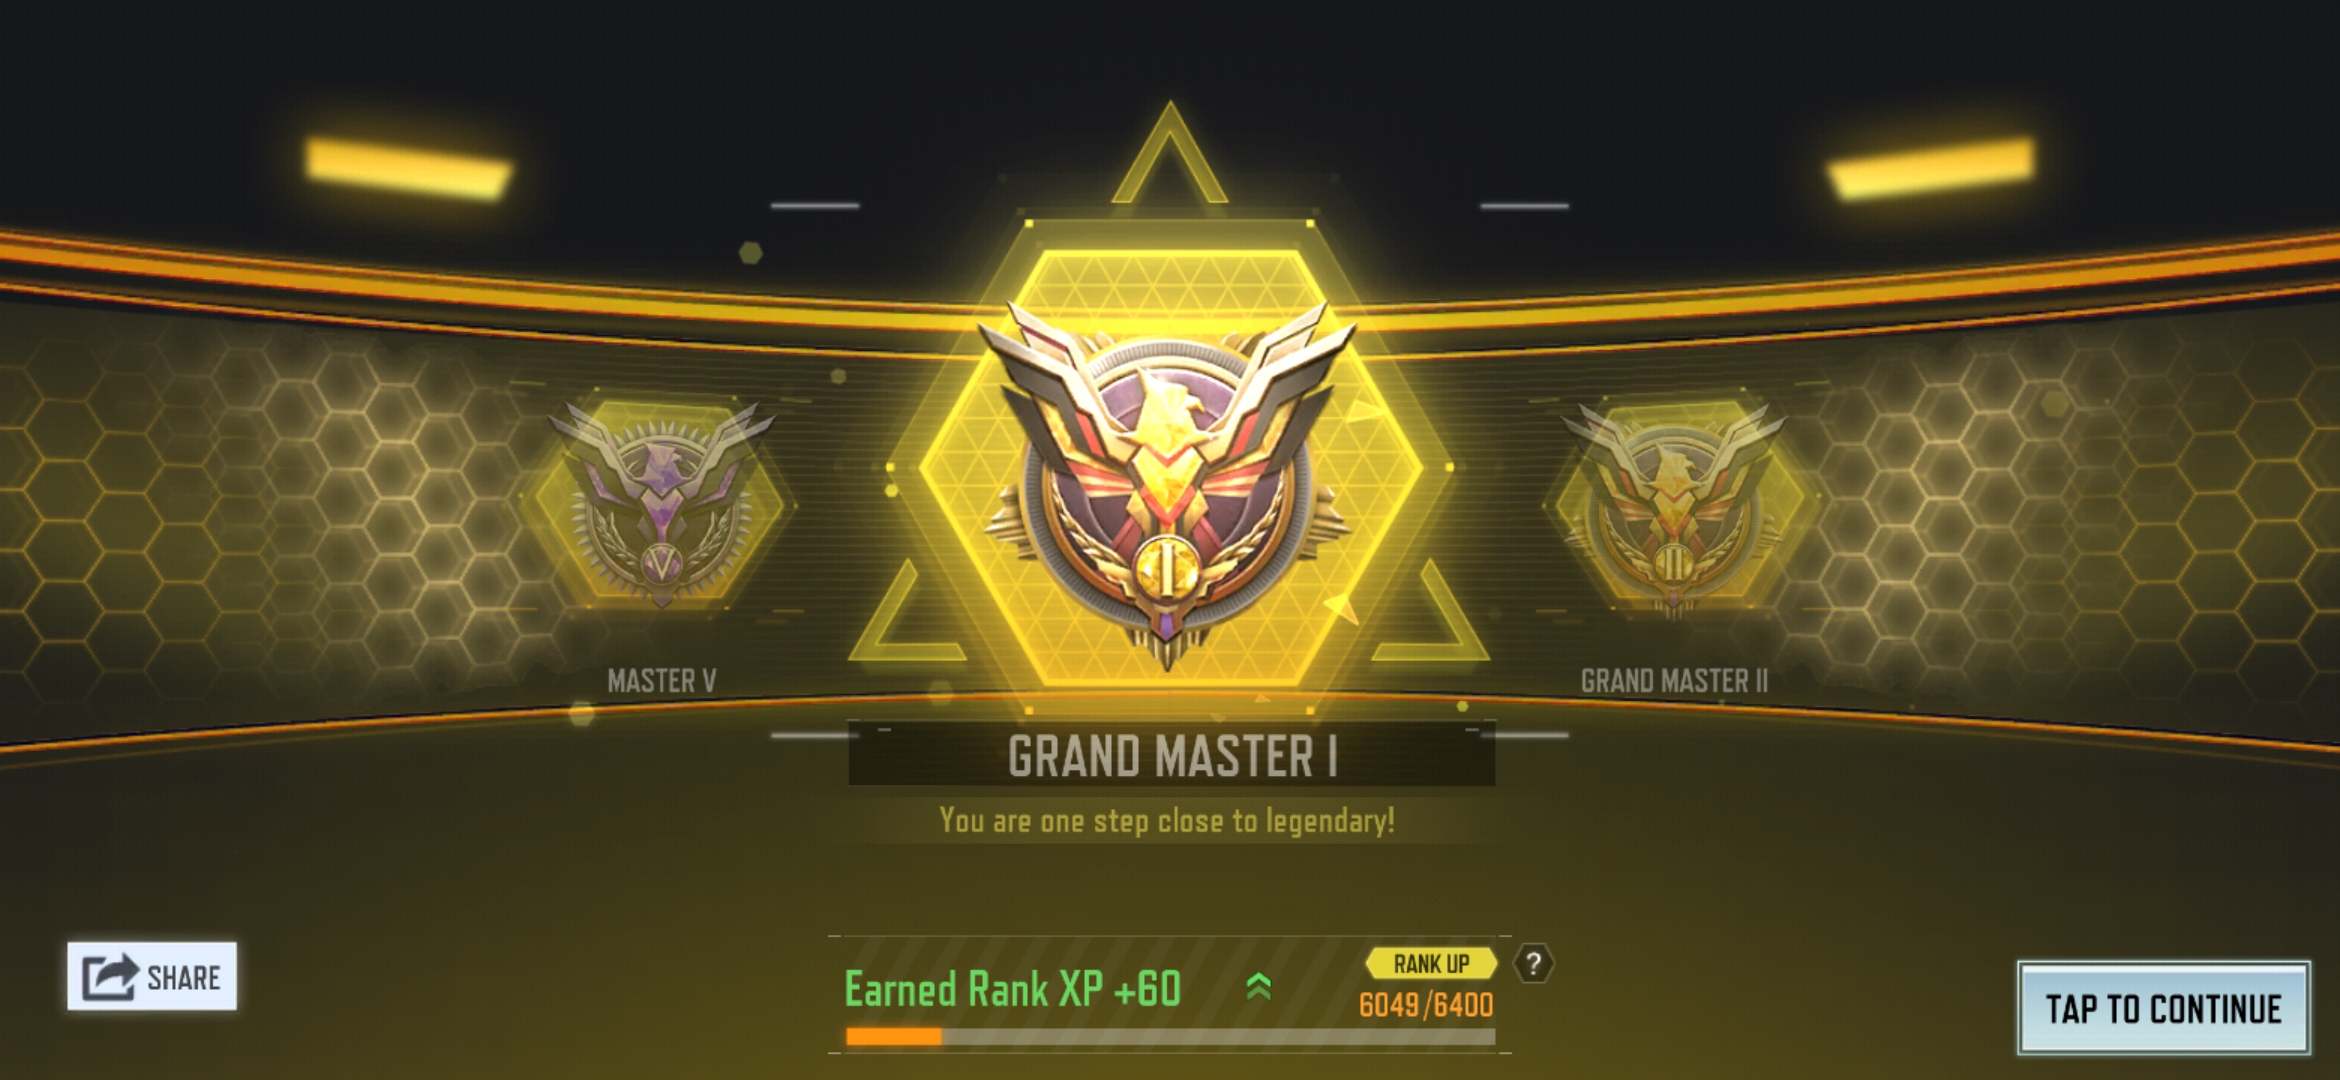 V
I
II
MASTER V
GRAND MASTER II
GRAND MASTER I
You are one step close to legendary!
SHARE
Earned Rank XP +60
RANK UP
?
6049/6400
TAP TO CONTINUE